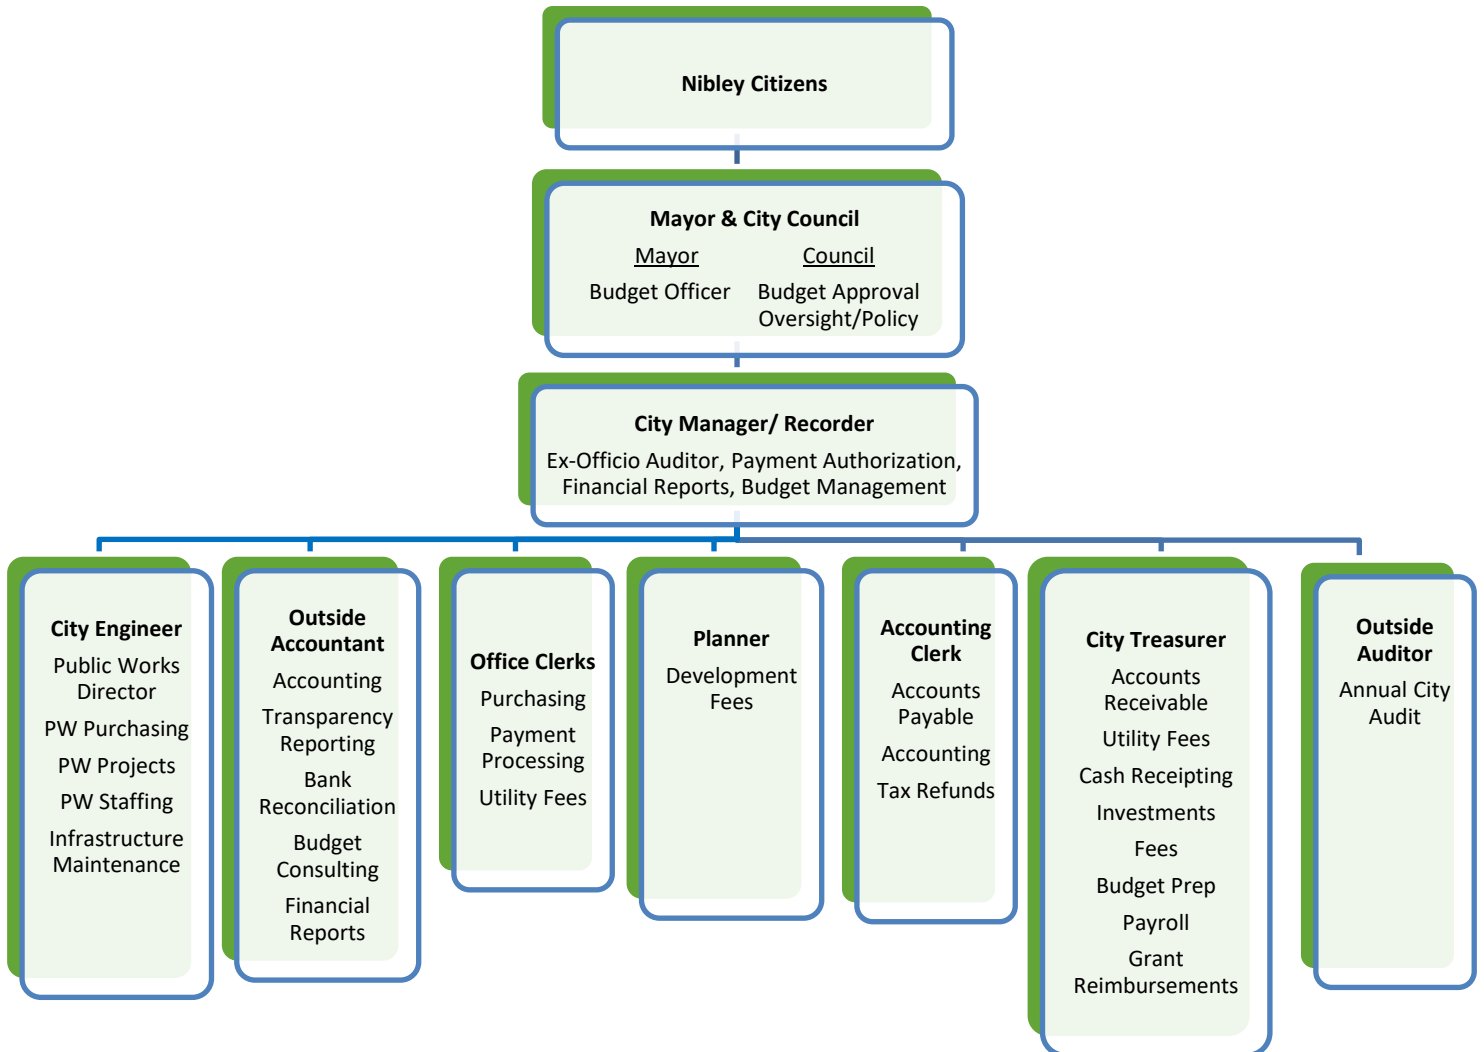 Nibley Citizens
Mayor & City Council
Mayor
Council
Budget Officer
Budget Approval
Oversight/Policy
City Manager/ Recorder
Ex-Officio Auditor, Payment Authorization,
Financial Reports, Budget Management
City Engineer
Public Works
Director
PW Purchasing
PW Projects
PW Staffing
Infrastructure
Maintenance
Outside
Accountant
Accounting
Transparency
Reporting
Bank
Reconciliation
Budget
Consulting
Financial
Reports
Office Clerks
Purchasing
Payment
Processing
Utility Fees
Planner
Development
Fees
Accounting
Clerk
Accounts
Payable
Accounting
Tax Refunds
City Treasurer
Accounts
Receivable
Utility Fees
Cash Receipting
Investments
Fees
Budget Prep
Payroll
Grant
Reimbursements
Outside
Auditor
Annual City
Audit